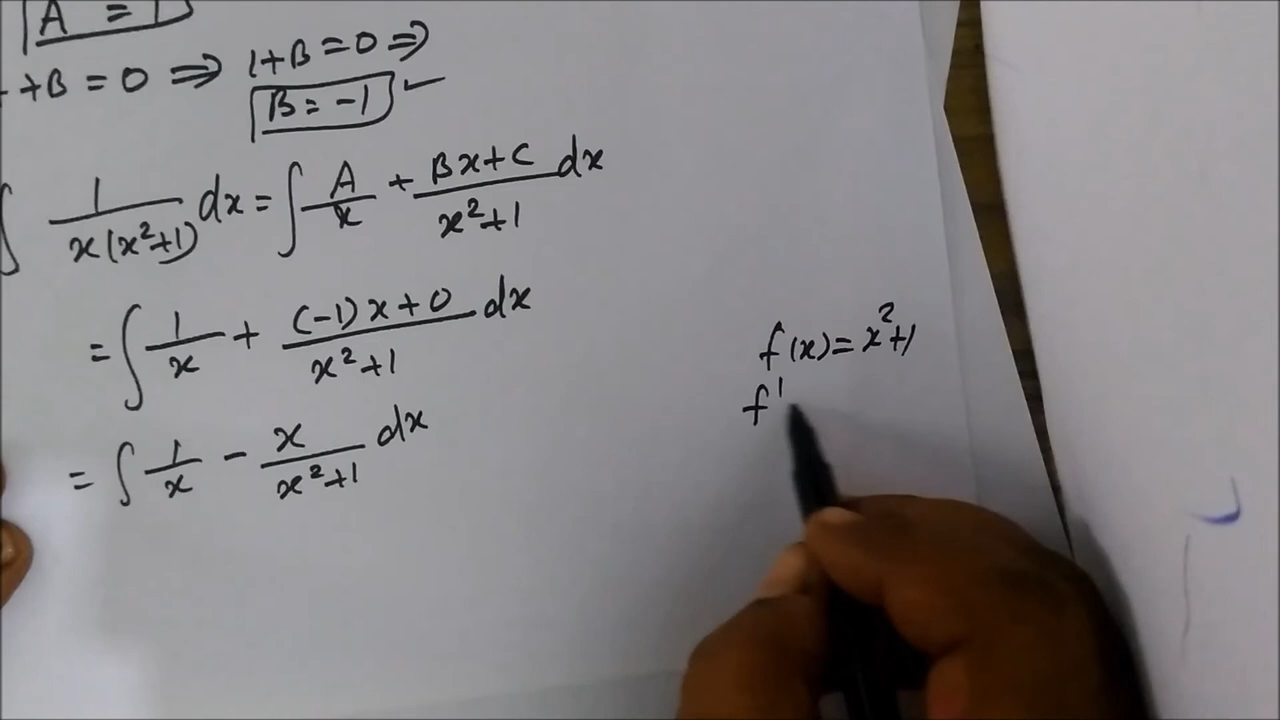 A = 1
+B = 0 ⇒ 1+B = 0 ⇒
B = -1 ✓
∫ 1/(x(x²+1)) dx = ∫ A/x + (Bx+C)/(x²+1) dx
= ∫ 1/x + ((-1)x+0)/(x²+1) dx
= ∫ 1/x - x/(x²+1) dx
f(x) = x²+1
f'